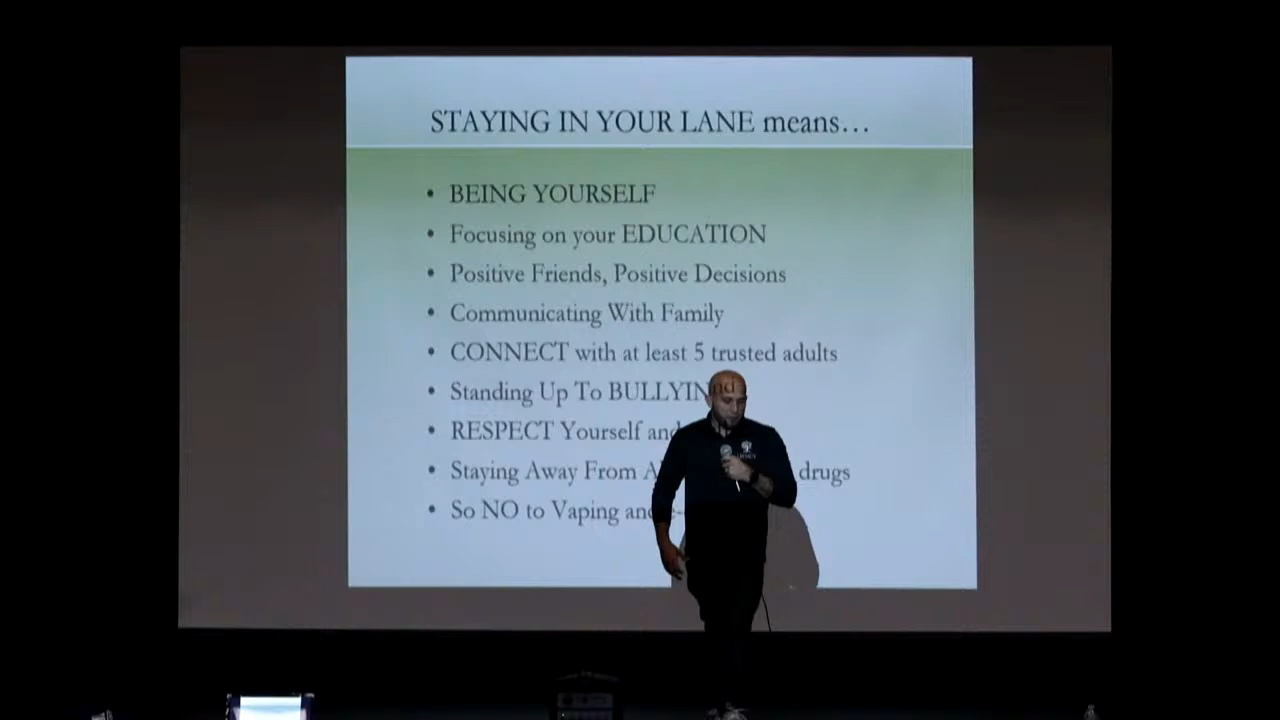 STAYING IN YOUR LANE means…
• BEING YOURSELF
• Focusing on your EDUCATION
• Positive Friends, Positive Decisions
• Communicating With Family
• CONNECT with at least 5 trusted adults
• Standing Up To BULLYIN
• RESPECT Yourself and
• Staying Away From A drugs
• So NO to Vaping and e-